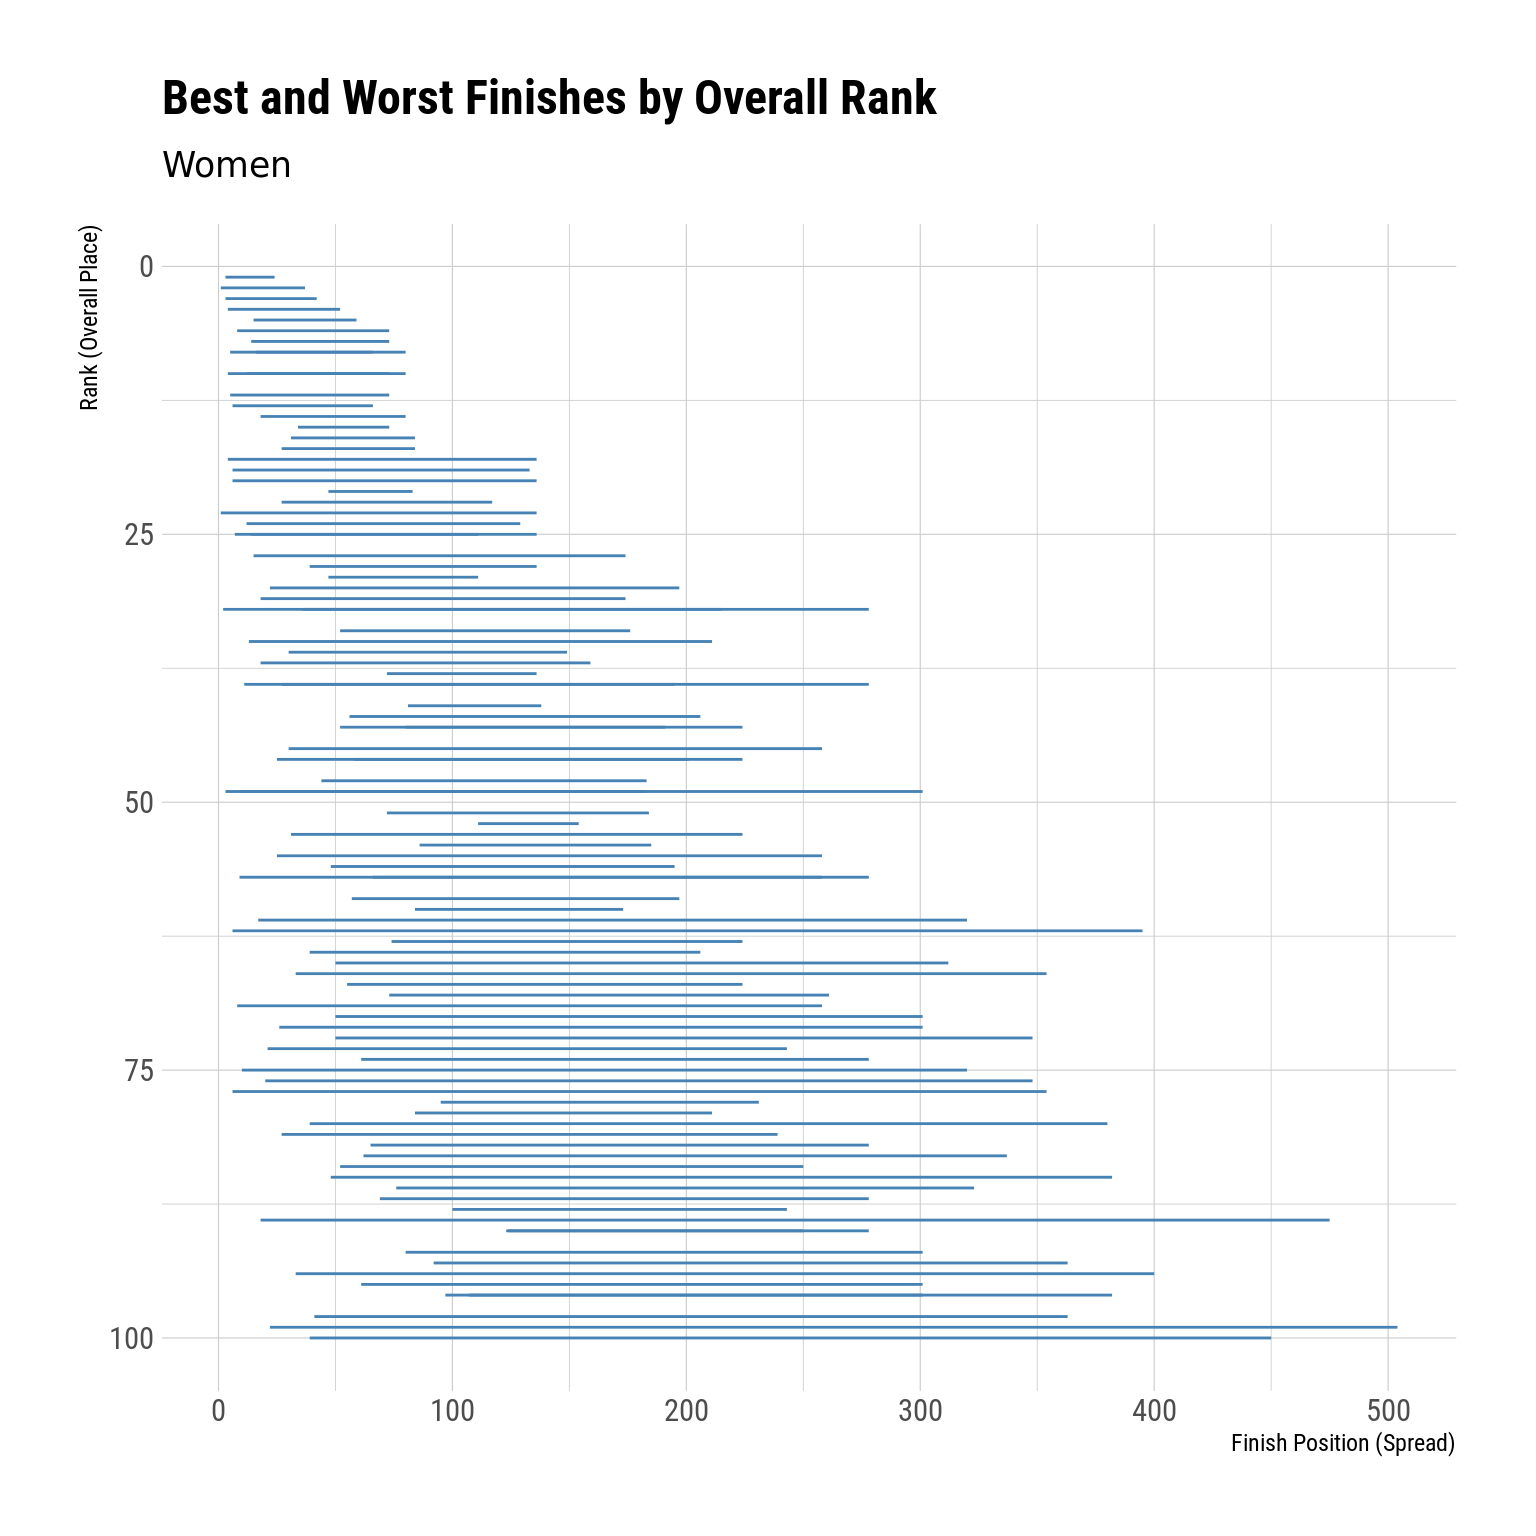 Best and Worst Finishes by Overall Rank
Women
Rank (Overall Place)
0
25
50
75
100
0 100 200 300 400 500
Finish Position (Spread)